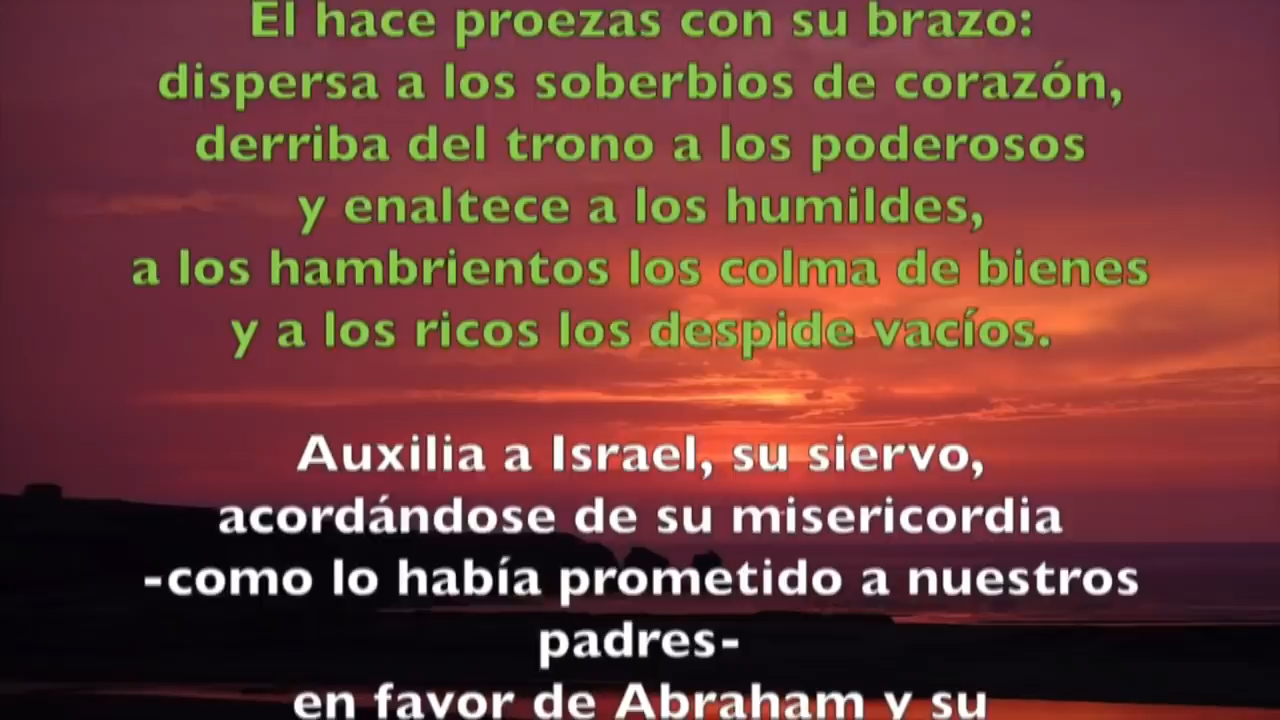 El hace proezas con su brazo:
dispersa a los soberbios de corazón,
derriba del trono a los poderosos
y enaltece a los humildes,
a los hambrientos los colma de bienes
y a los ricos los despide vacíos.
Auxilia a Israel, su siervo,
acordándose de su misericordia
-como lo había prometido a nuestros
padres-
en favor de Abraham y su